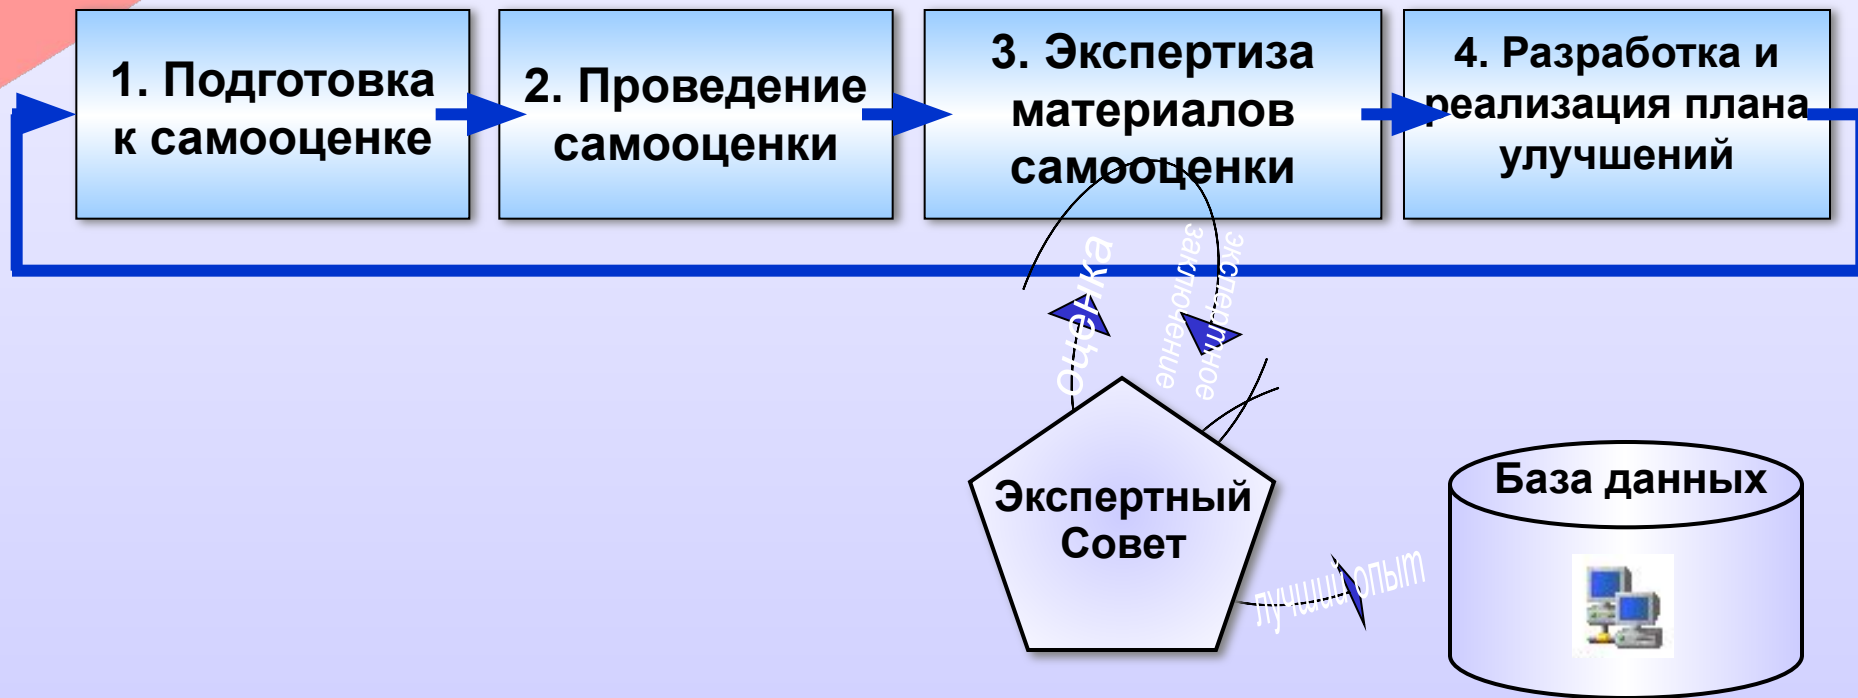 1. Подготовка
к самооценке
2. Проведение
самооценки
3. Экспертиза
материалов
самооценки
4. Разработка и
реализация плана
улучшений
оценка
экспертное
заключение
Экспертный
Совет
лучший опыт
База данных